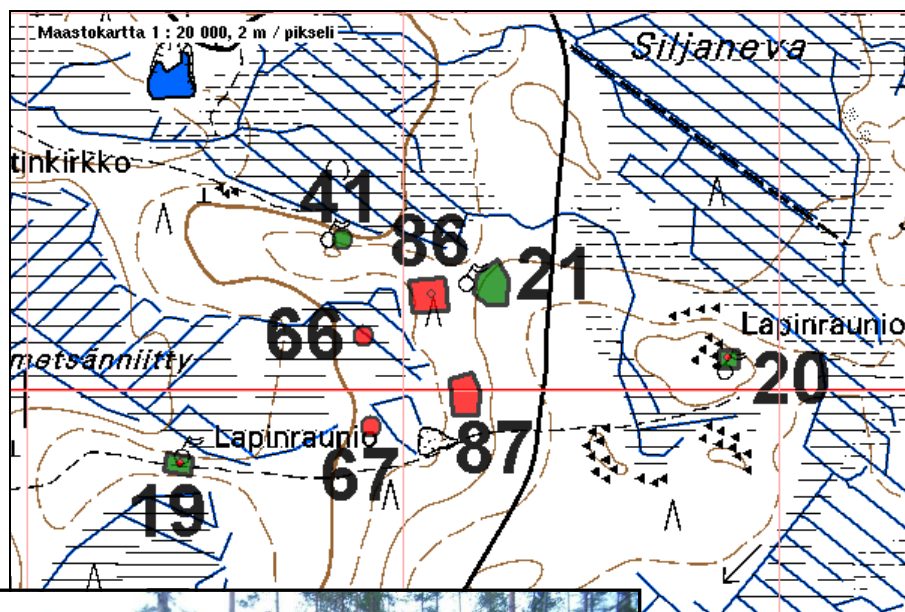 Maastokartta 1 : 20 000, 2 m / pikseli
Siljaneva
tinkirkko
41
86
21
66
Lapinraunio
metsänniitty
20
Lapinraunio
87
67
19